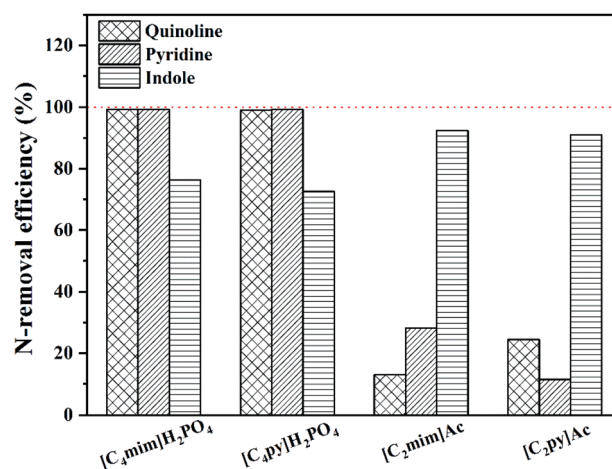 Quinoline
Pyridine
Indole
N-removal efficiency (%)
120
100
80
60
40
20
0
[C₄mim]H₂PO₄
[C₄py]H₂PO₄
[C₂mim]Ac
[C₂py]Ac